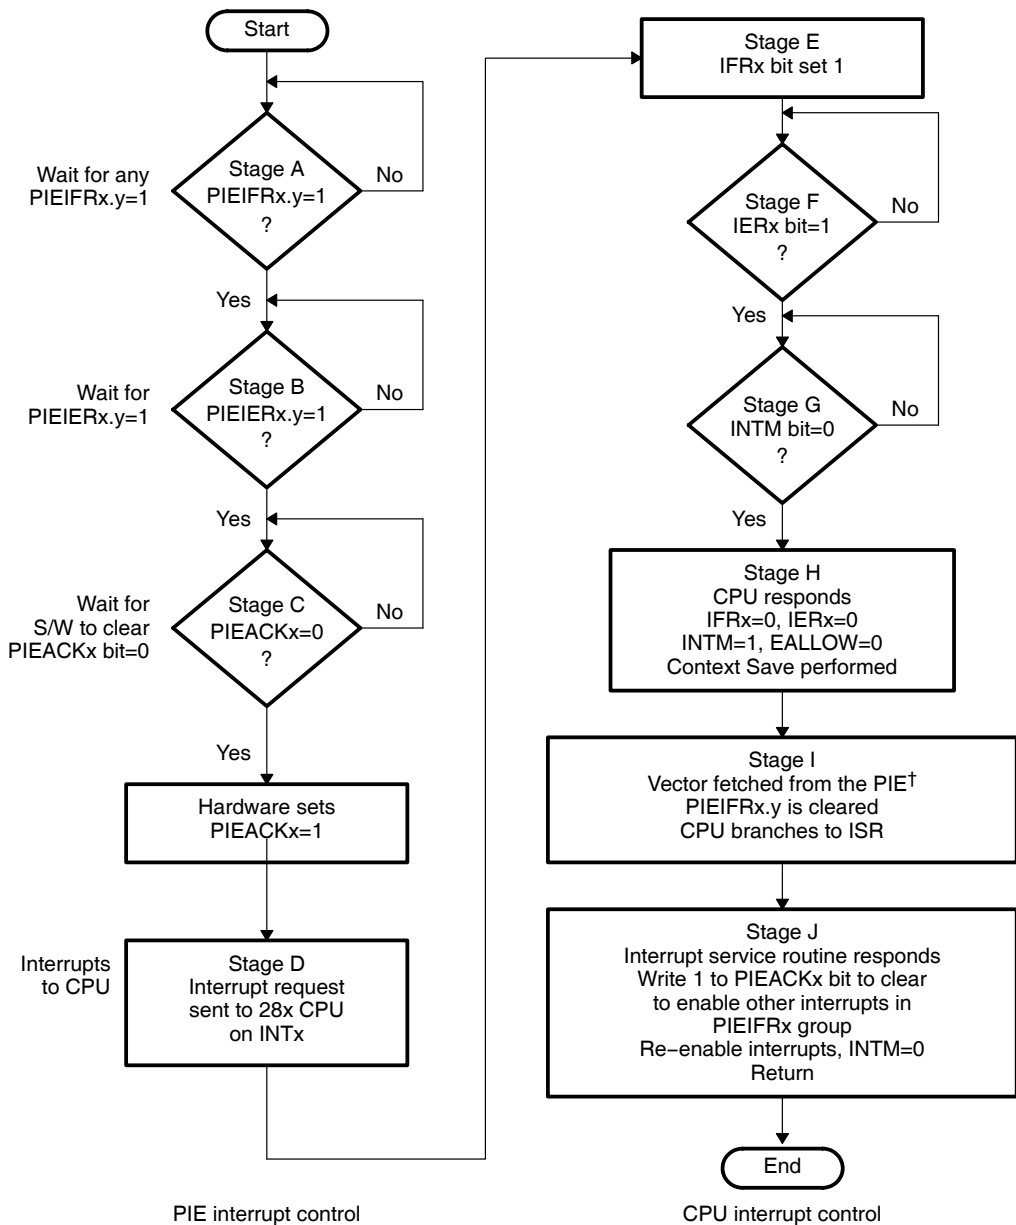 Start
Wait for any
PIEIFRx.y=1
Stage A
PIEIFRx.y=1
?
No
Yes
Wait for
PIEIERx.y=1
Stage B
PIEIERx.y=1
?
No
Yes
Wait for
S/W to clear
PIEACKx bit=0
Stage C
PIEACKx=0
?
No
Yes
Hardware sets
PIEACKx=1
Interrupts
to CPU
Stage D
Interrupt request
sent to 28x CPU
on INTx
PIE interrupt control
Stage E
IFRx bit set 1
Stage F
IERx bit=1
?
No
Yes
Stage G
INTM bit=0
?
No
Yes
Stage H
CPU responds
IFRx=0, IERx=0
INTM=1, EALLOW=0
Context Save performed
Stage I
Vector fetched from the PIE†
PIEIFRx.y is cleared
CPU branches to ISR
Stage J
Interrupt service routine responds
Write 1 to PIEACKx bit to clear
to enable other interrupts in
PIEIFRx group
Re−enable interrupts, INTM=0
Return
End
CPU interrupt control